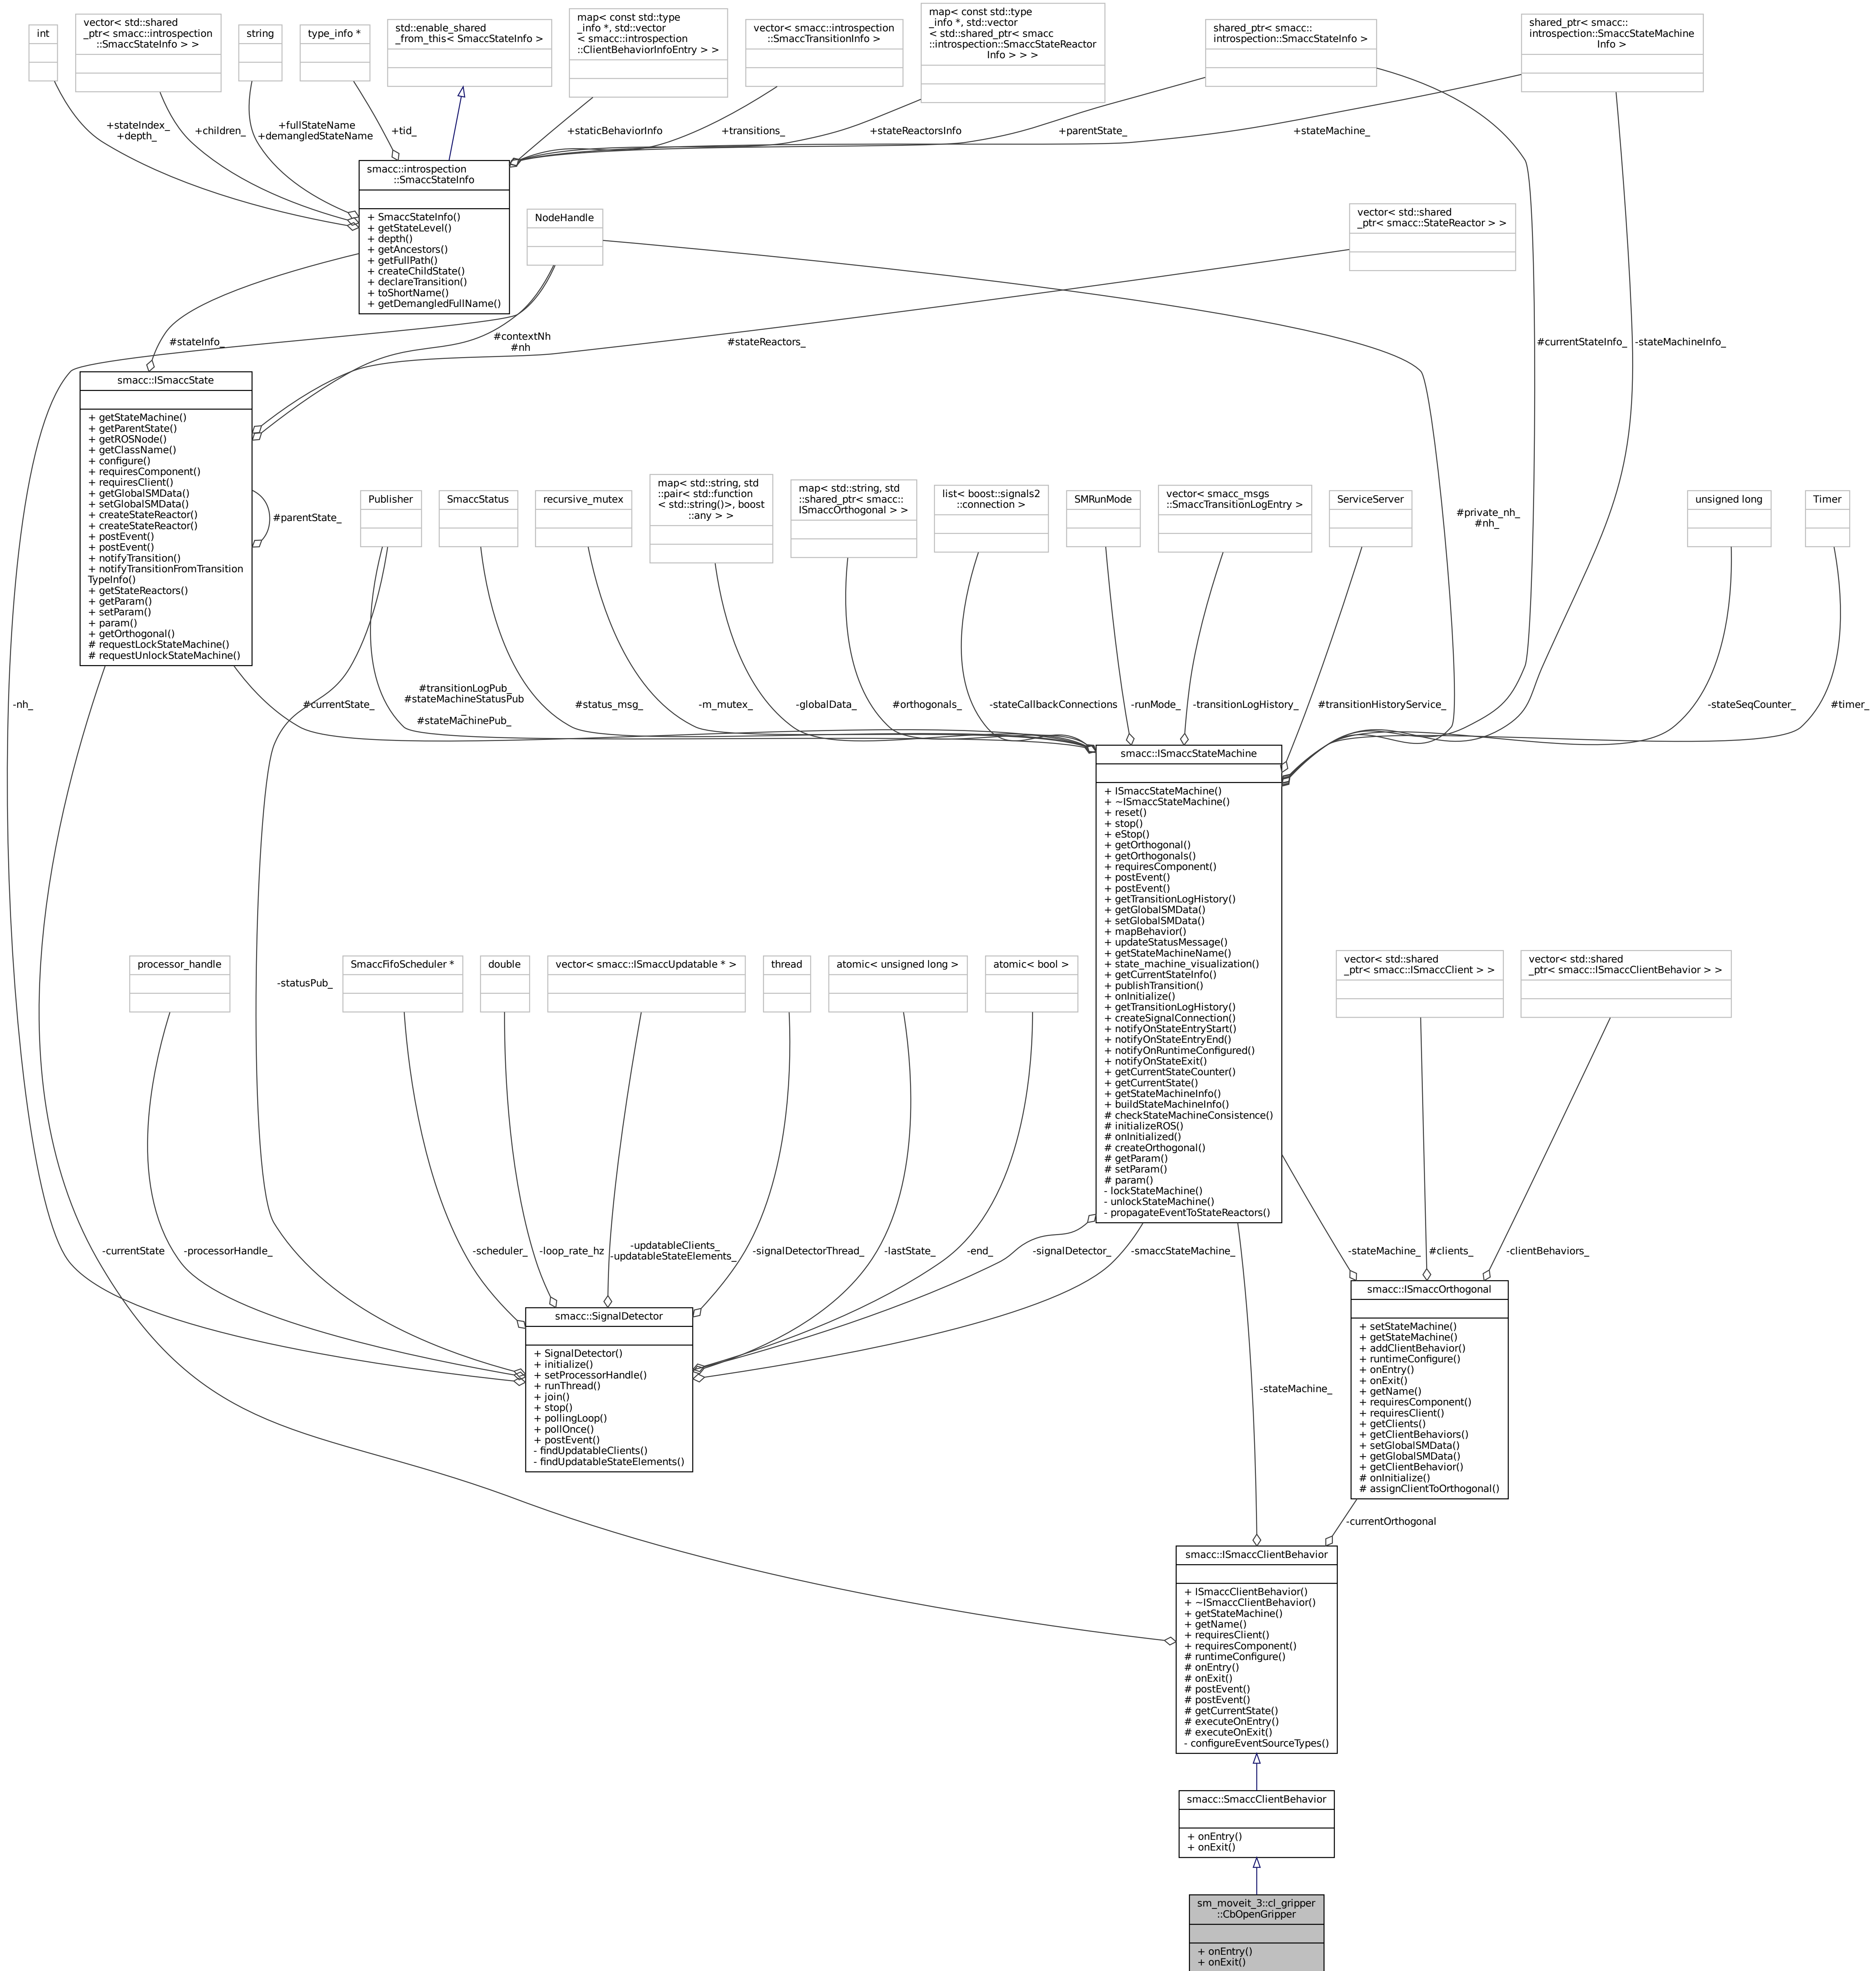 int
vector< std::shared
_ptr< smacc::introspection
::SmaccStateInfo > >
string
type_info *
std::enable_shared
_from_this< SmaccStateInfo >
map< const std::type
_info *, std::vector
< smacc::introspection
::ClientBehaviorInfoEntry > >
vector< smacc::introspection
::SmaccTransitionInfo >
map< const std::type
_info *, std::vector
< std::shared_ptr< smacc
::introspection::SmaccStateReactor
Info > > >
shared_ptr< smacc::
introspection::SmaccStateInfo >
shared_ptr< smacc::
introspection::SmaccStateMachine
Info >
+stateIndex_
+depth_
+children_
+fullStateName
+demangledStateName
+tid_
+staticBehaviorInfo
+transitions_
+stateReactorsInfo
+parentState_
+stateMachine_
smacc::introspection
::SmaccStateInfo
+ SmaccStateInfo()
+ getStateLevel()
+ depth()
+ getAncestors()
+ getFullPath()
+ createChildState()
+ declareTransition()
+ toShortName()
+ getDemangledFullName()
NodeHandle
vector< std::shared
_ptr< smacc::StateReactor > >
#stateInfo_
#contextNh
#nh
#stateReactors_
#currentStateInfo_
-stateMachineInfo_
smacc::ISmaccState
+ getStateMachine()
+ getParentState()
+ getROSNode()
+ getClassName()
+ configure()
+ requiresComponent()
+ requiresClient()
+ getGlobalSMData()
+ setGlobalSMData()
+ createStateReactor()
+ createStateReactor()
+ postEvent()
+ postEvent()
+ notifyTransition()
+ notifyTransitionFromTransition
TypeInfo()
+ getStateReactors()
+ getParam()
+ setParam()
+ param()
+ getOrthogonal()
# requestLockStateMachine()
# requestUnlockStateMachine()
#parentState_
Publisher
SmaccStatus
recursive_mutex
map< std::string, std
::pair< std::function
< std::string()>, boost
::any > >
map< std::string, std
::shared_ptr< smacc::
ISmaccOrthogonal > >
list< boost::signals2
::connection >
SMRunMode
vector< smacc_msgs
::SmaccTransitionLogEntry >
ServiceServer
#private_nh_
#nh_
unsigned long
Timer
-nh_
#currentState_
#transitionLogPub_
#stateMachineStatusPub
_
#stateMachinePub_
#status_msg_
-m_mutex_
-globalData_
#orthogonals_
-stateCallbackConnections
-runMode_
-transitionLogHistory_
#transitionHistoryService_
-stateSeqCounter_
#timer_
smacc::ISmaccStateMachine
+ ISmaccStateMachine()
+ ~ISmaccStateMachine()
+ reset()
+ stop()
+ eStop()
+ getOrthogonal()
+ getOrthogonals()
+ requiresComponent()
+ postEvent()
+ postEvent()
+ getTransitionLogHistory()
+ getGlobalSMData()
+ setGlobalSMData()
+ mapBehavior()
+ updateStatusMessage()
+ getStateMachineName()
+ state_machine_visualization()
+ getCurrentStateInfo()
+ publishTransition()
+ onInitialize()
+ getTransitionLogHistory()
+ createSignalConnection()
+ notifyOnStateEntryStart()
+ notifyOnStateEntryEnd()
+ notifyOnRuntimeConfigured()
+ notifyOnStateExit()
+ getCurrentStateCounter()
+ getCurrentState()
+ getStateMachineInfo()
+ buildStateMachineInfo()
# checkStateMachineConsistence()
# initializeROS()
# onInitialized()
# createOrthogonal()
# getParam()
# setParam()
# param()
- lockStateMachine()
- unlockStateMachine()
- propagateEventToStateReactors()
processor_handle
-statusPub_
SmaccFifoScheduler *
double
vector< smacc::ISmaccUpdatable * >
thread
atomic< unsigned long >
atomic< bool >
vector< std::shared
_ptr< smacc::ISmaccClient > >
vector< std::shared
_ptr< smacc::ISmaccClientBehavior > >
-currentState
-processorHandle_
-scheduler_
-loop_rate_hz
-updatableClients_
-updatableStateElements_
-signalDetectorThread_
-lastState_
-end_
-signalDetector_
-smaccStateMachine_
-stateMachine_
#clients_
-clientBehaviors_
smacc::SignalDetector
+ SignalDetector()
+ initialize()
+ setProcessorHandle()
+ runThread()
+ join()
+ stop()
+ pollingLoop()
+ pollOnce()
+ postEvent()
- findUpdatableClients()
- findUpdatableStateElements()
-stateMachine_
smacc::ISmaccOrthogonal
+ setStateMachine()
+ getStateMachine()
+ addClientBehavior()
+ runtimeConfigure()
+ onEntry()
+ onExit()
+ getName()
+ requiresComponent()
+ requiresClient()
+ getClients()
+ getClientBehaviors()
+ setGlobalSMData()
+ getGlobalSMData()
+ getClientBehavior()
# onInitialize()
# assignClientToOrthogonal()
-currentOrthogonal
smacc::ISmaccClientBehavior
+ ISmaccClientBehavior()
+ ~ISmaccClientBehavior()
+ getStateMachine()
+ getName()
+ requiresClient()
+ requiresComponent()
# runtimeConfigure()
# onEntry()
# onExit()
# postEvent()
# postEvent()
# getCurrentState()
# executeOnEntry()
# executeOnExit()
- configureEventSourceTypes()
smacc::SmaccClientBehavior
+ onEntry()
+ onExit()
sm_moveit_3::cl_gripper
::CbOpenGripper
+ onEntry()
+ onExit()